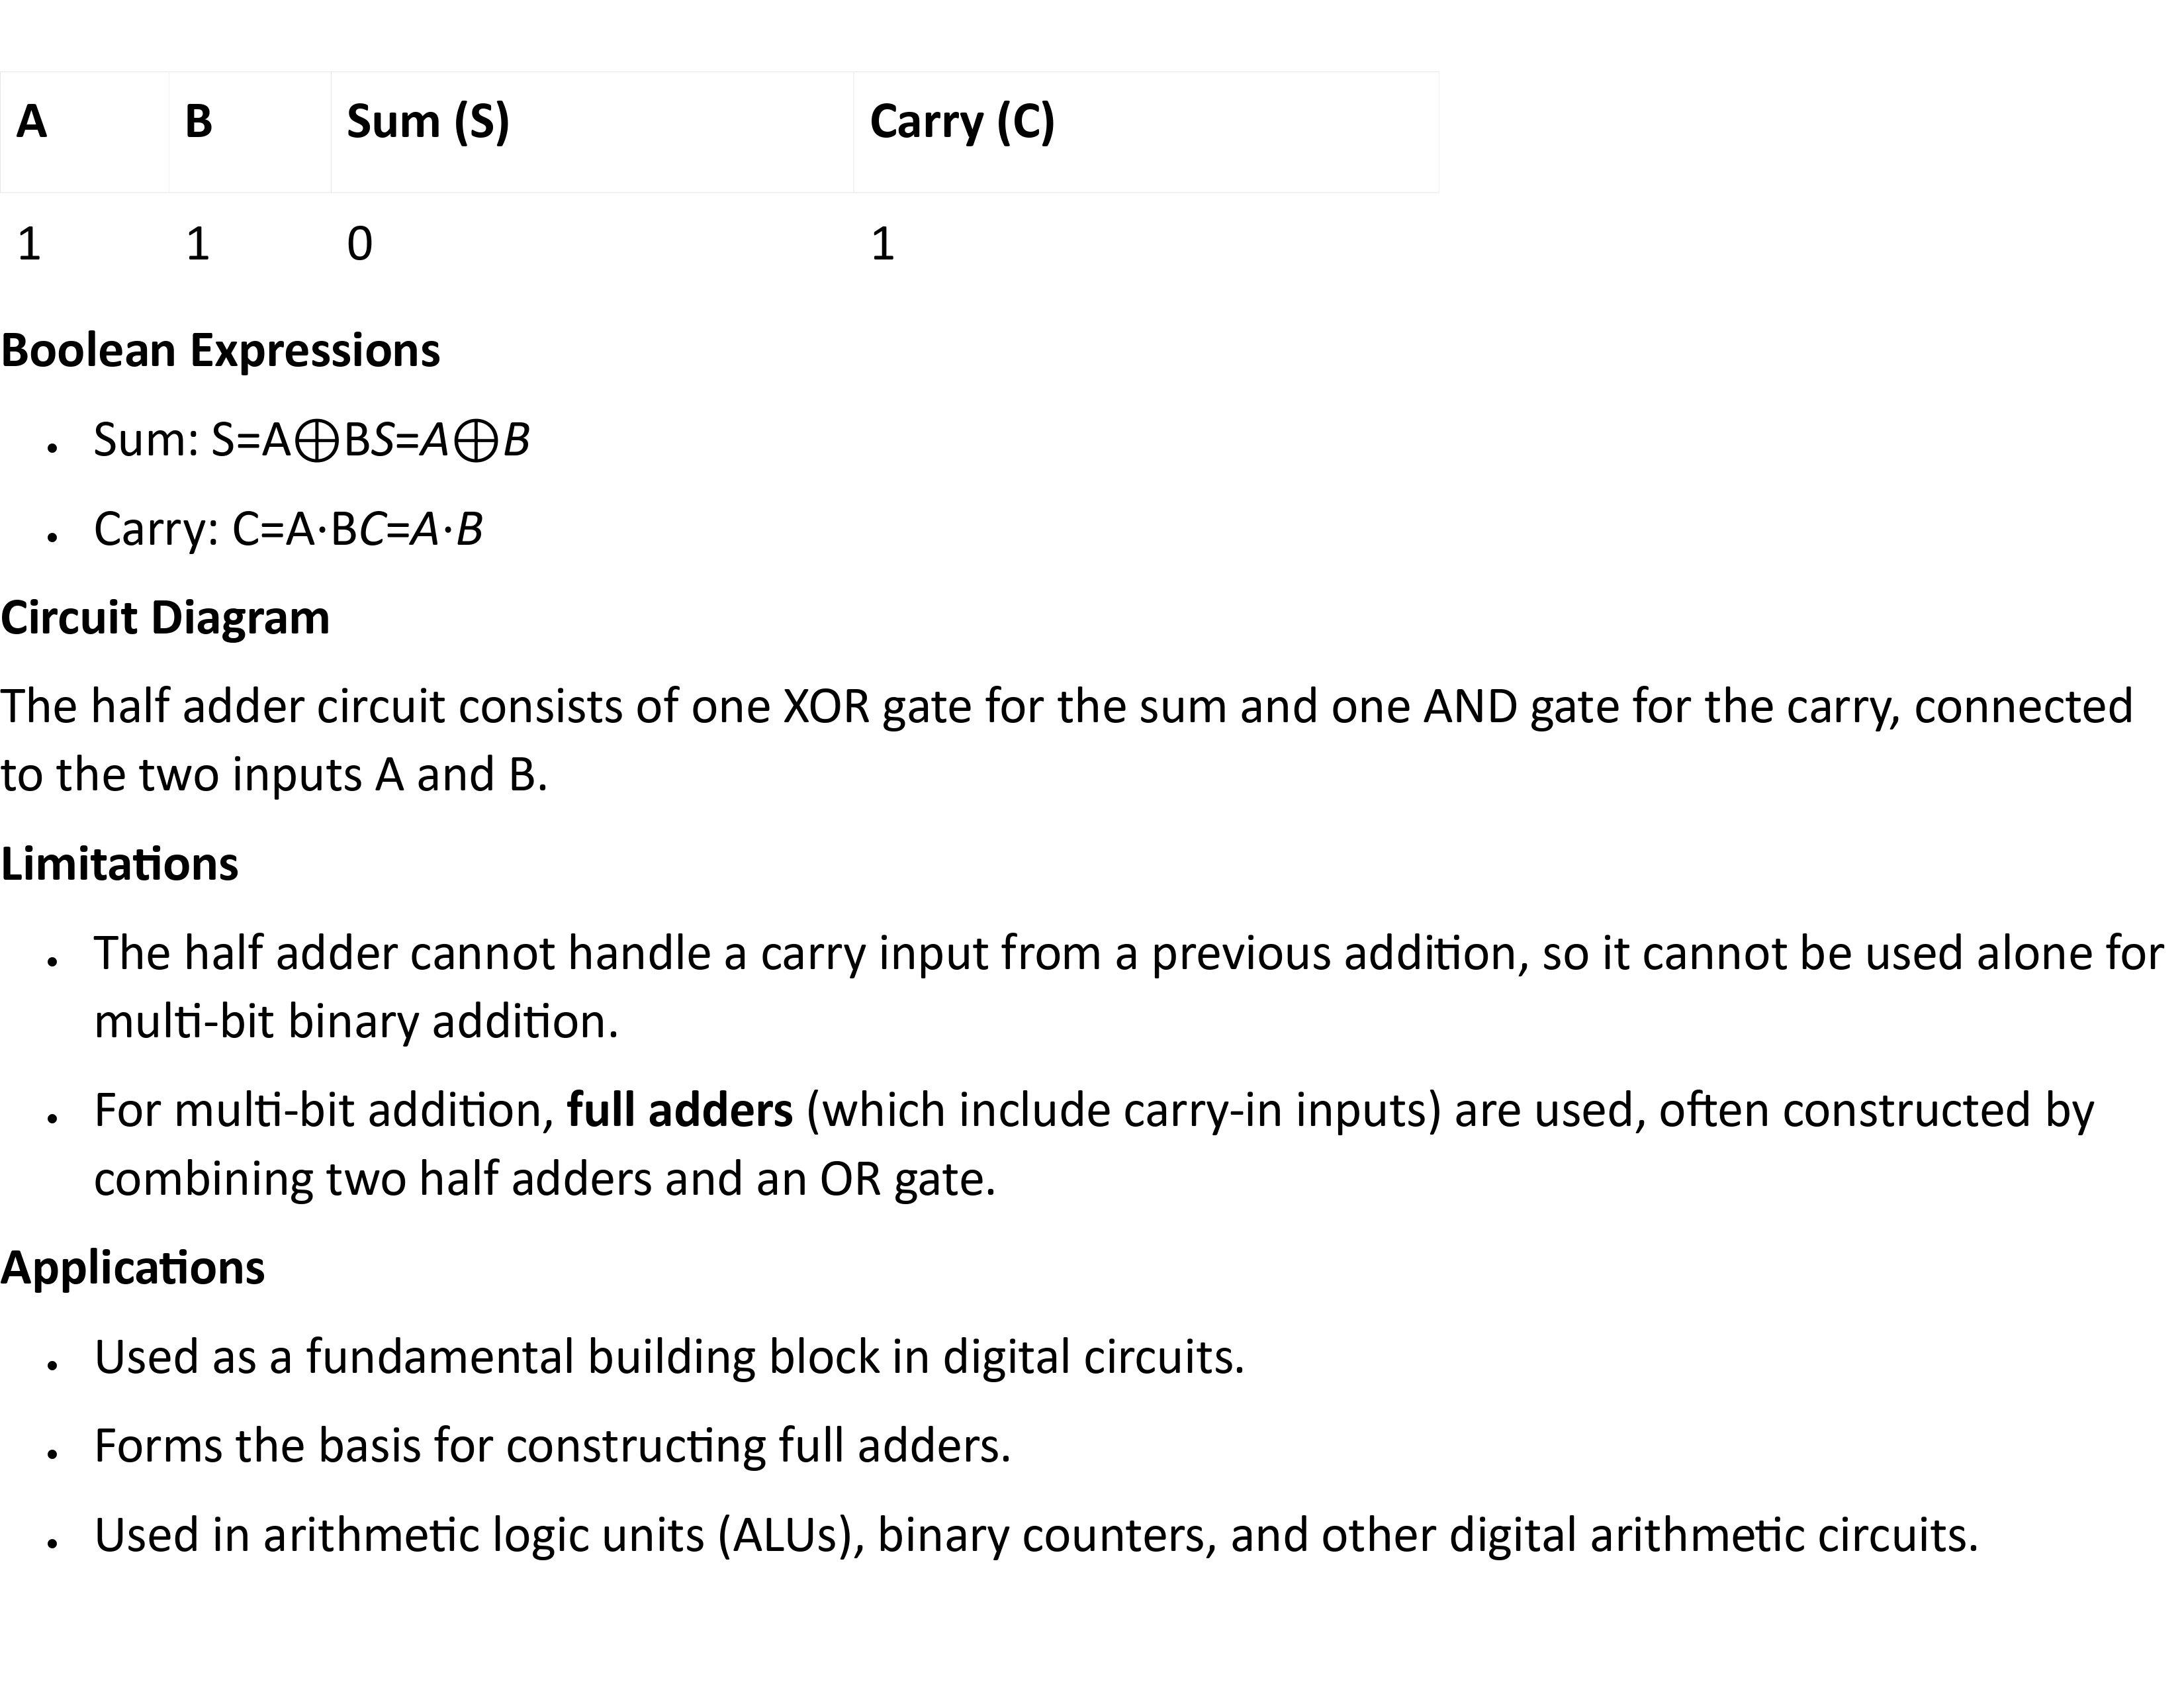 A B Sum (S) Carry (C)
1 1 0 1
Boolean Expressions
• Sum: S=A⨁BS=A⨁B
• Carry: C=A·BC=A·B
Circuit Diagram
The half adder circuit consists of one XOR gate for the sum and one AND gate for the carry, connected
to the two inputs A and B.
Limitations
• The half adder cannot handle a carry input from a previous addition, so it cannot be used alone for
multi-bit binary addition.
• For multi-bit addition, full adders (which include carry-in inputs) are used, often constructed by
combining two half adders and an OR gate.
Applications
• Used as a fundamental building block in digital circuits.
• Forms the basis for constructing full adders.
• Used in arithmetic logic units (ALUs), binary counters, and other digital arithmetic circuits.